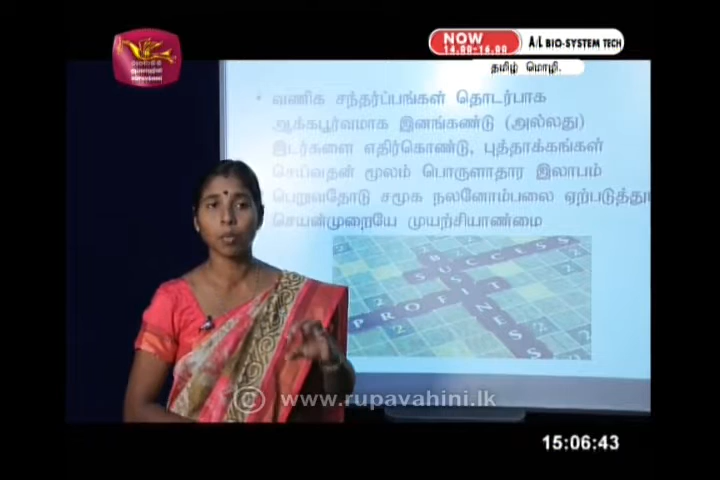 NOW
14.00-16.00
A/L BIO-SYSTEM TECH
தமிழ் மொழி.
• வணிக சந்தர்ப்பங்கள் தொடர்பாக
ஆக்கபூர்வமாக இனங்கண்டு (அல்லது)
இடர்களை எதிர்கொண்டு, புத்தாக்கங்கள்
செய்வதன் மூலம் பொருளாதார இலாபம்
பெறுவதோடு சமூக நலனோம்பலை ஏற்படுத்தும்
செயன்முறையே முயற்சியாண்மை
SUCCESS
BUSINESS
PROFIT
© www.rupavahini.lk
15:06:43